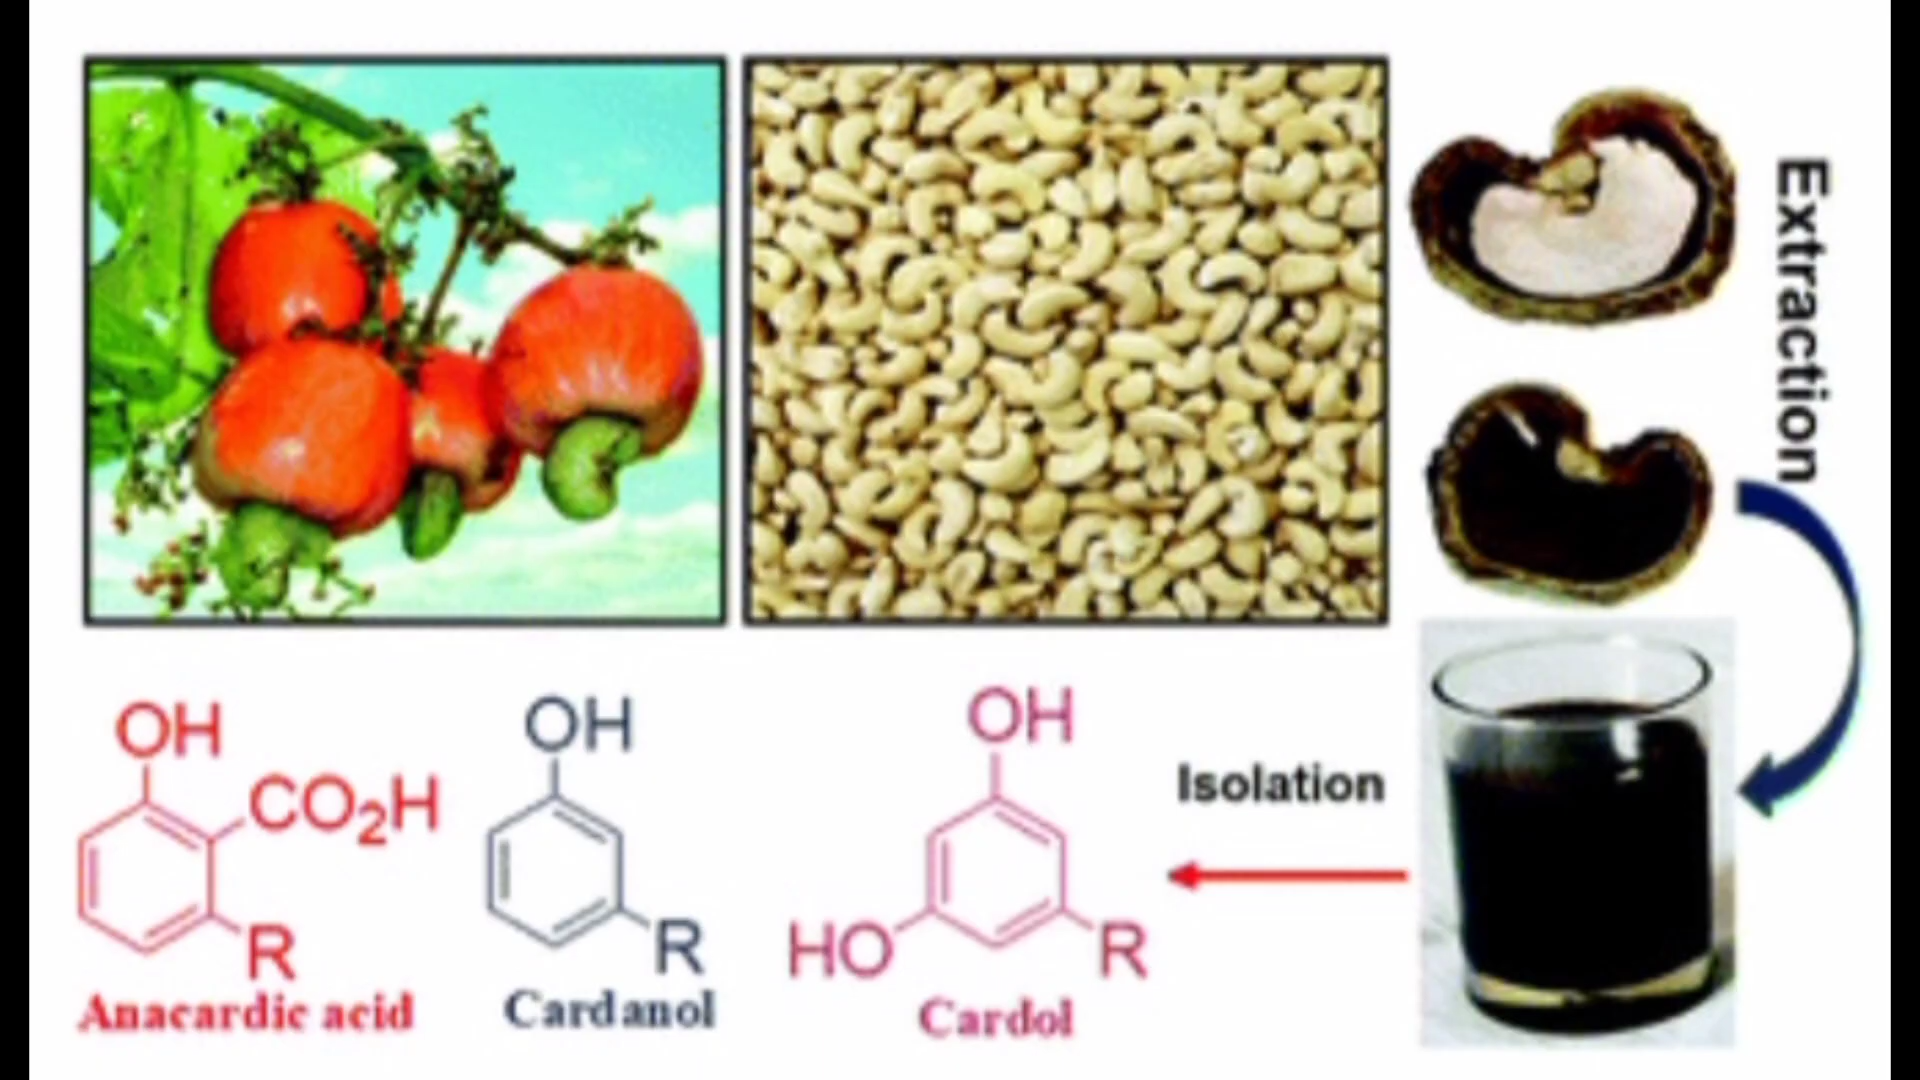 Extraction
OH
CO2H
R
Anacardic acid
OH
R
Cardanol
OH
HO
R
Cardol
Isolation